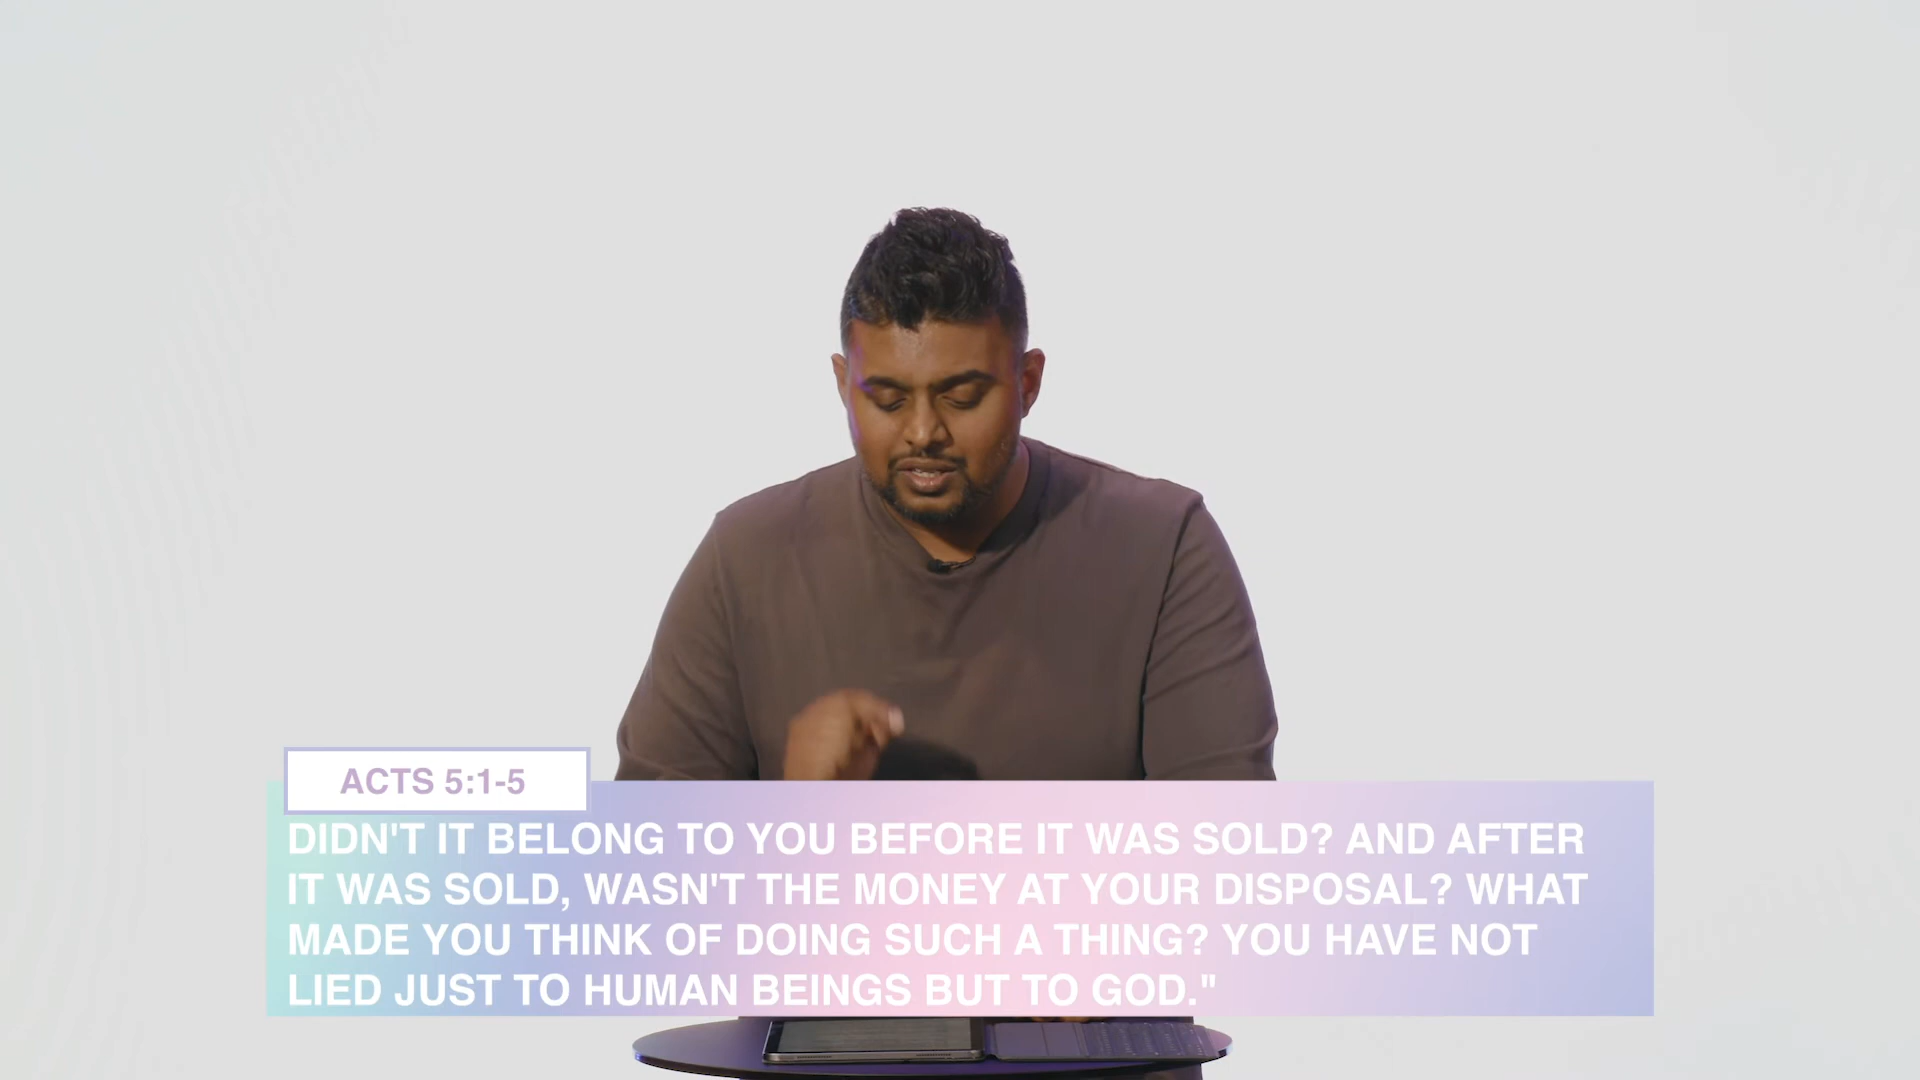 ACTS 5:1-5
DIDN'T IT BELONG TO YOU BEFORE IT WAS SOLD? AND AFTER
IT WAS SOLD, WASN'T THE MONEY AT YOUR DISPOSAL? WHAT
MADE YOU THINK OF DOING SUCH A THING? YOU HAVE NOT
LIED JUST TO HUMAN BEINGS BUT TO GOD."